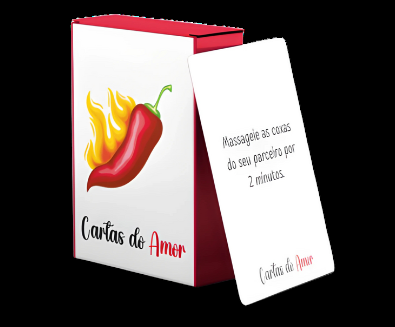 Cartas do Amor
Massageie as coxas
do seu parceiro por
2 minutos.
Cartas do Amor